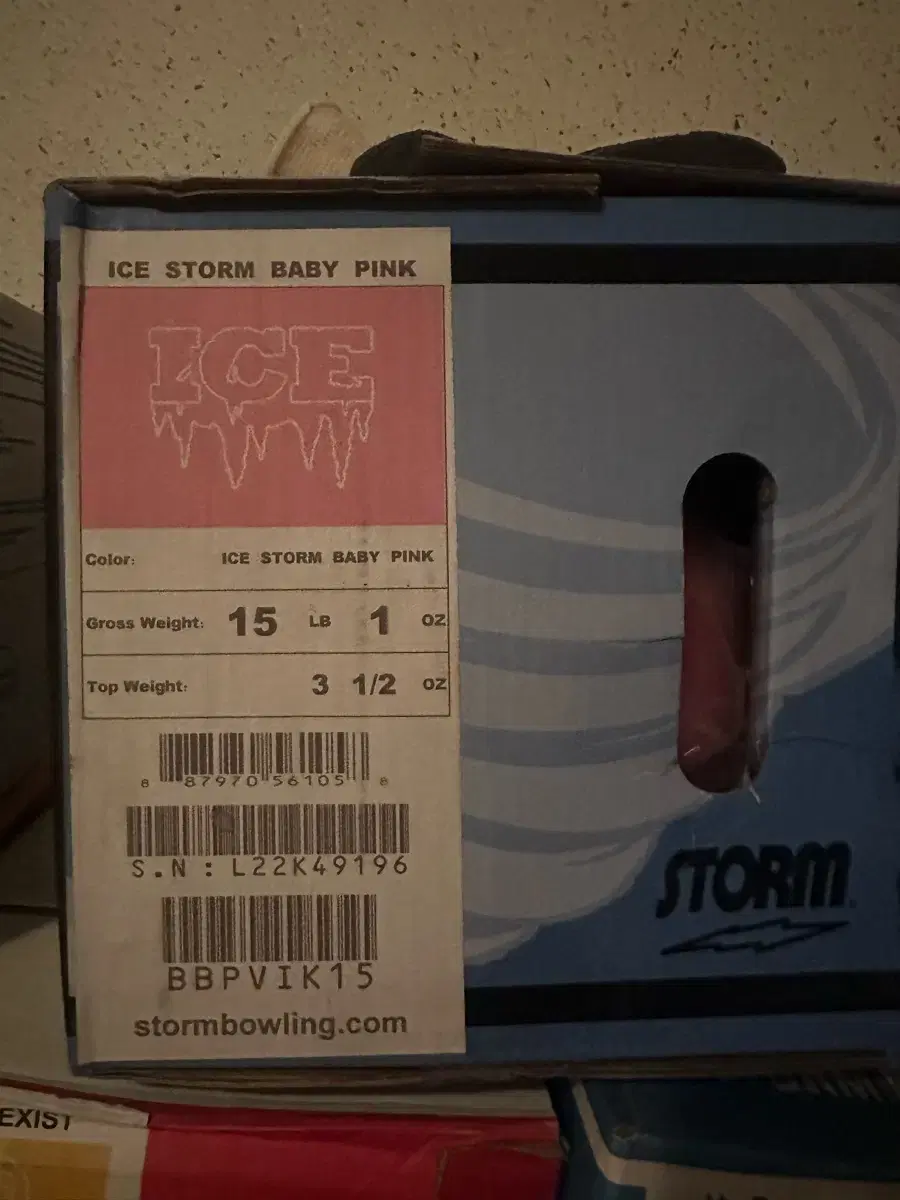 ICE STORM BABY PINK
ICE
Color: ICE STORM BABY PINK
Gross Weight: 15 LB 1 OZ
Top Weight: 3 1/2 OZ
8 87970 56105 8
S.N:L22K49196
BBPVIK15
stormbowling.com
STORM
EXIST